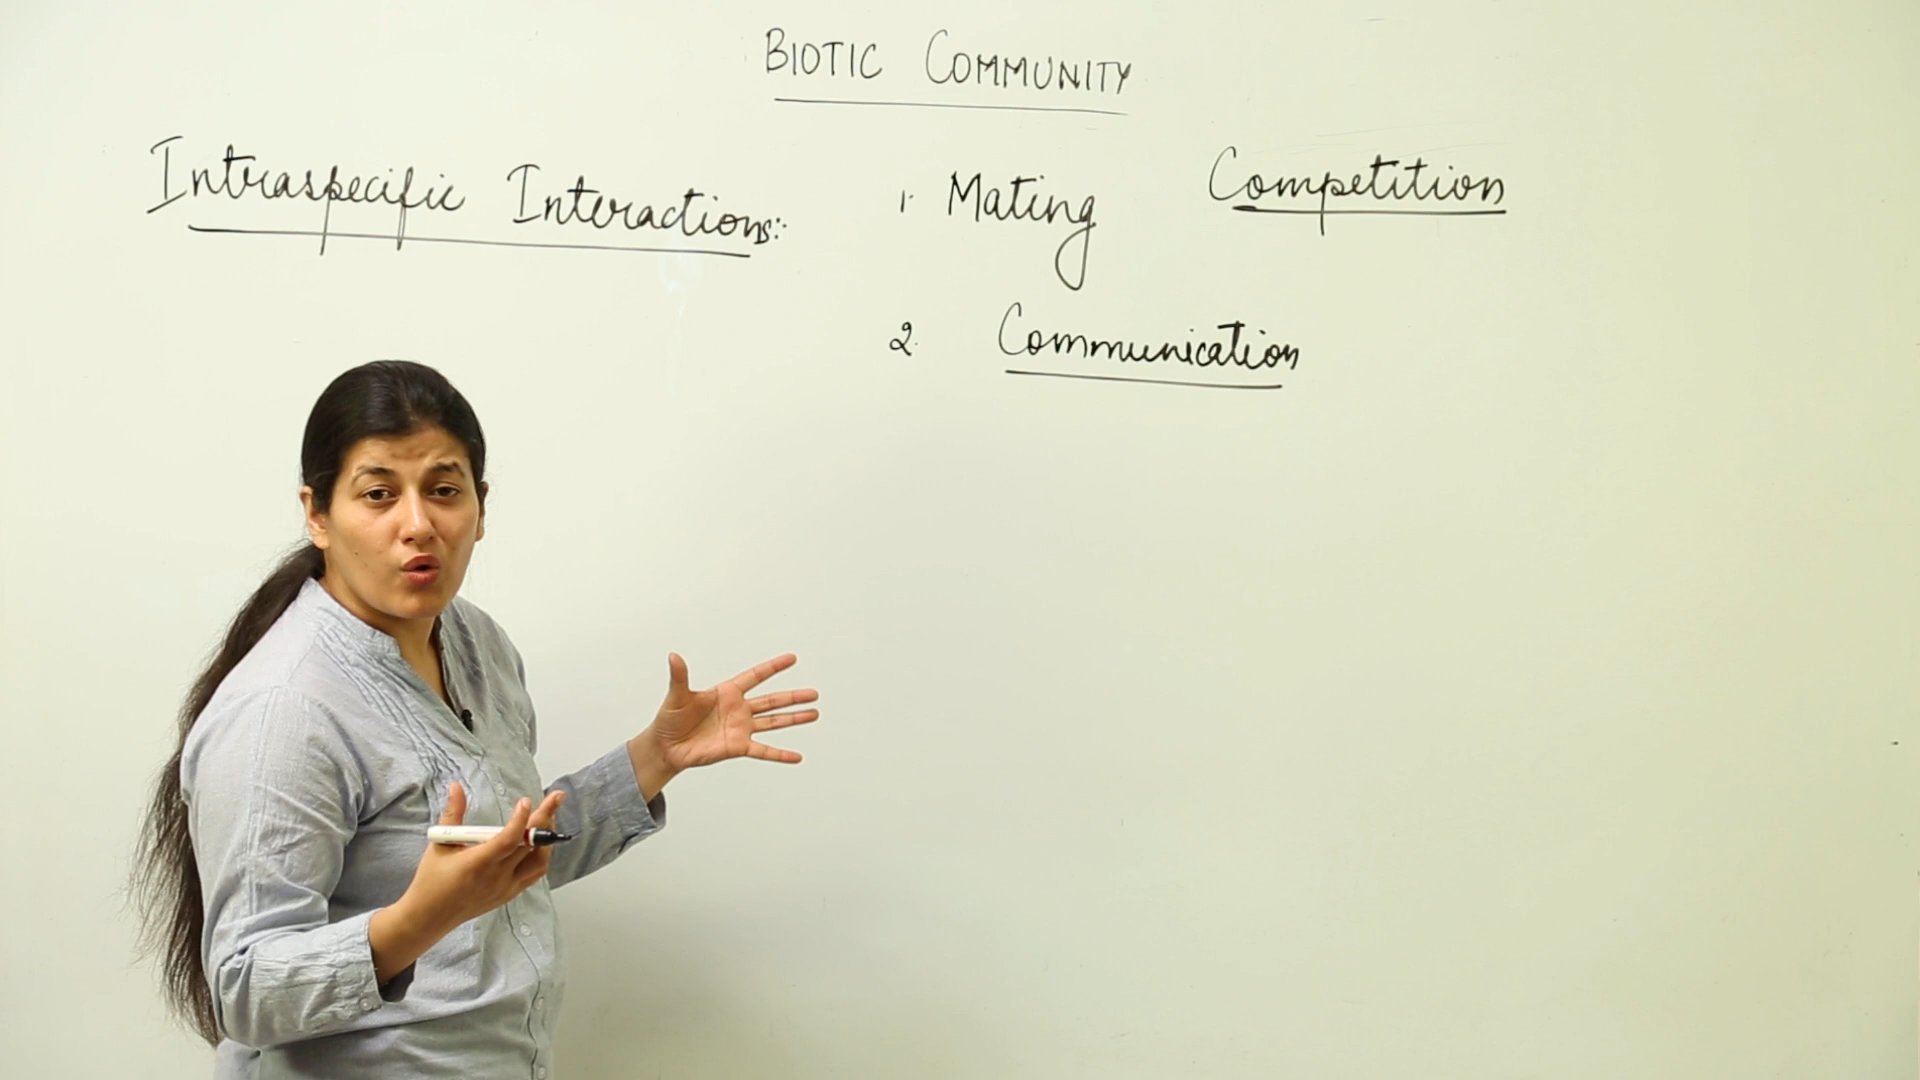 BIOTIC COMMUNITY
Intraspecific Interactions:- 1. Mating Competition
2. Communication